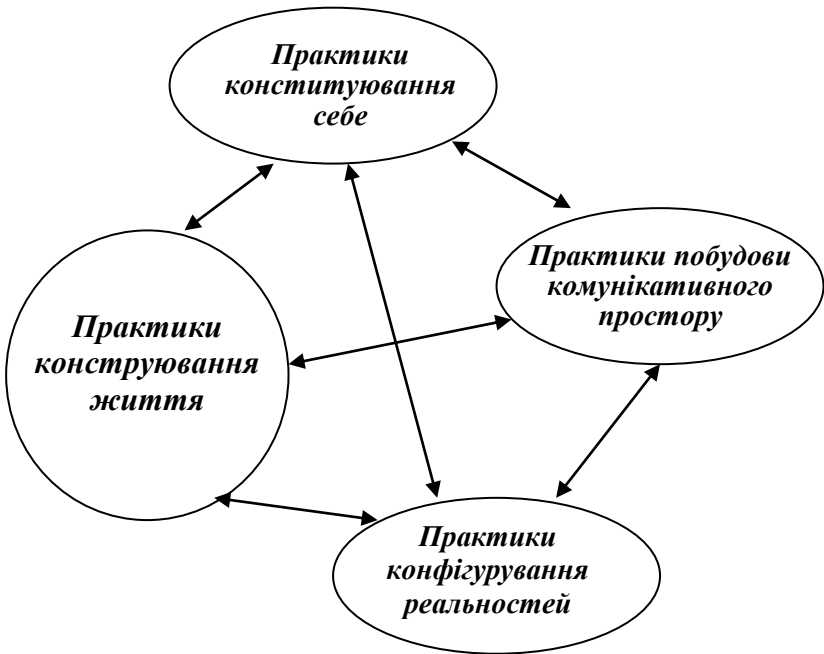 Практики
конституювання
себе
Практики побудови
комунікативного
простору
Практики
конструювання
життя
Практики
конфігурування
реальностей